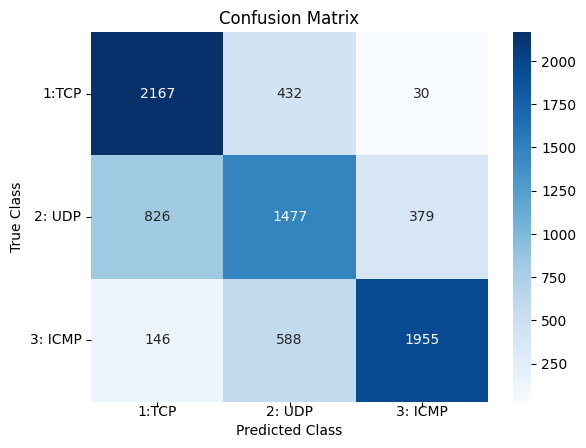 Confusion Matrix
True Class
1:TCP
2: UDP
3: ICMP
2167 432 30
826 1477 379
146 588 1955
1:TCP 2: UDP 3: ICMP
Predicted Class
2000
1750
1500
1250
1000
750
500
250